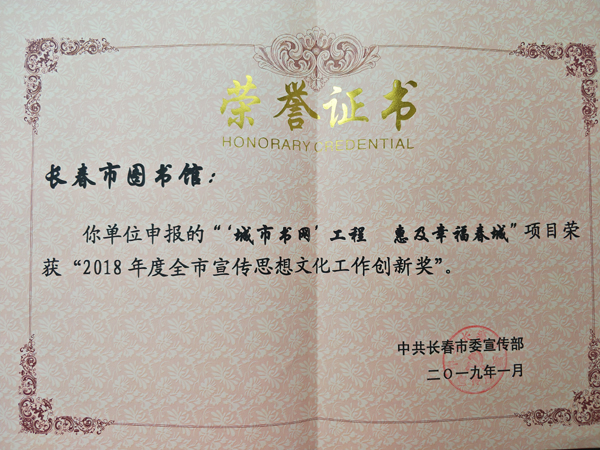 荣誉证书
HONORARY CREDENTIAL
长春市图书馆：
你单位申报的“‘城市书网’工程 惠及幸福春城”项目荣
获“2018年度全市宣传思想文化工作创新奖”。
中共长春市委宣传部
二〇一九年一月